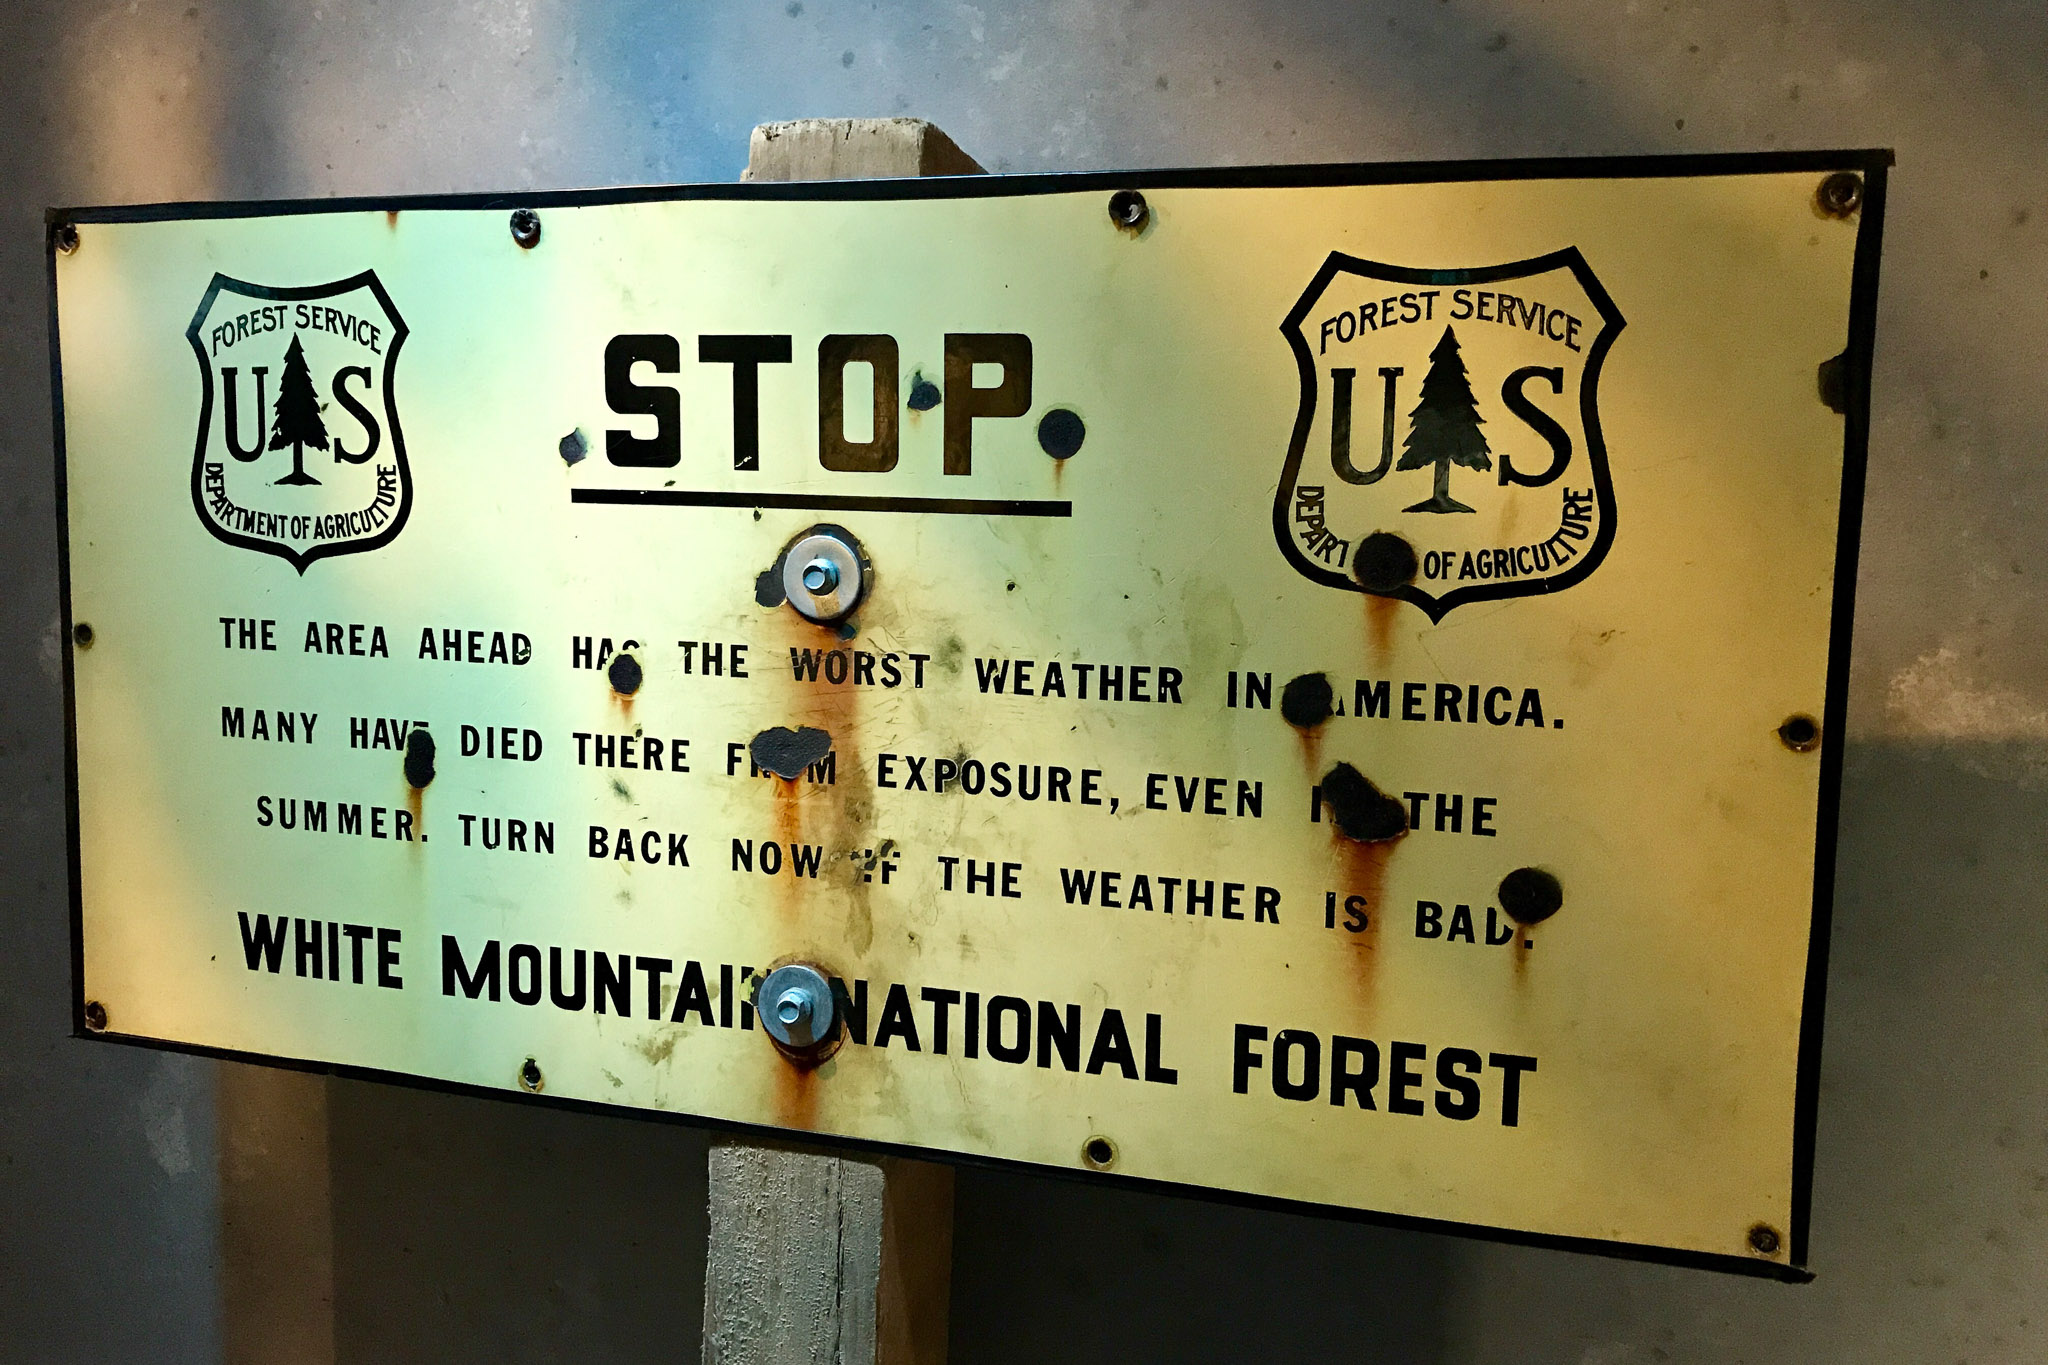 FOREST SERVICE
U S
DEPARTMENT OF AGRICULTURE
STOP
FOREST SERVICE
U S
DEPART OF AGRICULTURE
THE AREA AHEAD HAS THE WORST WEATHER IN AMERICA.
MANY HAVE DIED THERE FROM EXPOSURE, EVEN IN THE
SUMMER. TURN BACK NOW IF THE WEATHER IS BAD.
WHITE MOUNTAIN NATIONAL FOREST